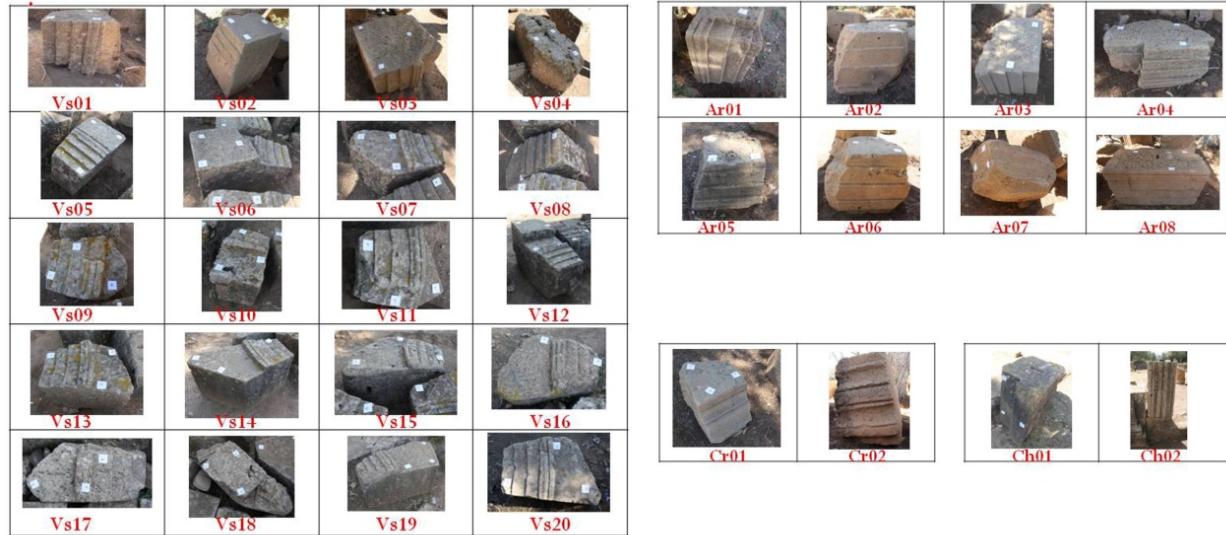 Vs01 Vs02 Vs03 Vs04
Vs05 Vs06 Vs07 Vs08
Vs09 Vs10 Vs11 Vs12
Vs13 Vs14 Vs15 Vs16
Vs17 Vs18 Vs19 Vs20
Ar01 Ar02 Ar03 Ar04
Ar05 Ar06 Ar07 Ar08
Cr01 Cr02
Ch01 Ch02